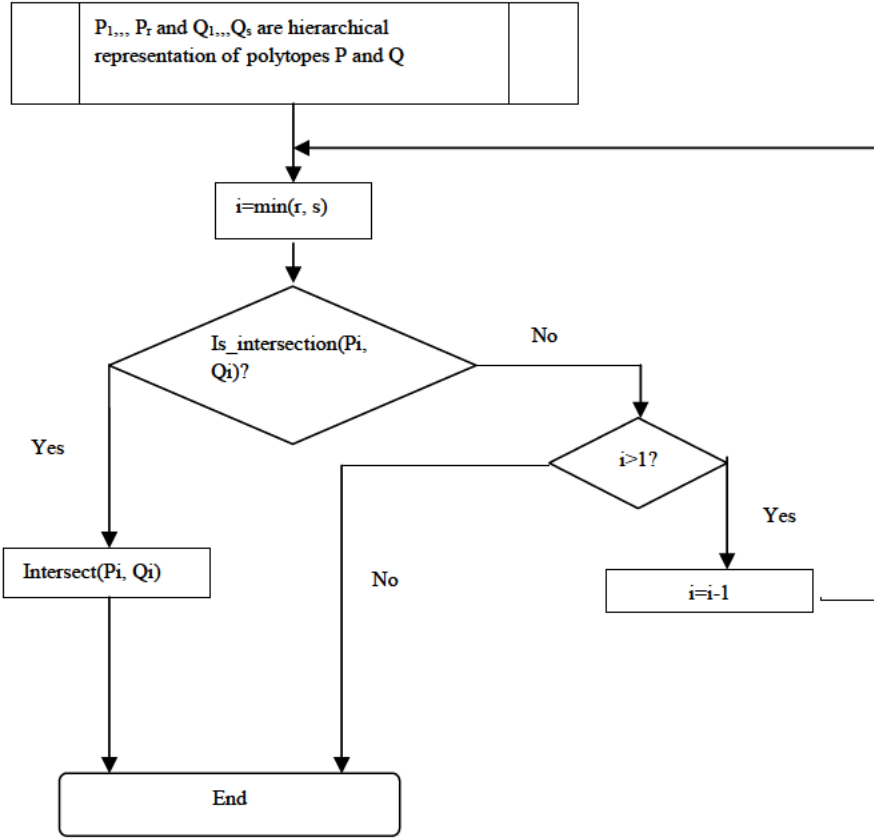 P₁,,, Pᵣ and Q₁,,,Qₛ are hierarchical
representation of polytopes P and Q
i=min(r, s)
Is_intersection(Pi,
Qi)?
No
Yes
i>1?
Yes
Intersect(Pi, Qi)
No
i=i-1
End